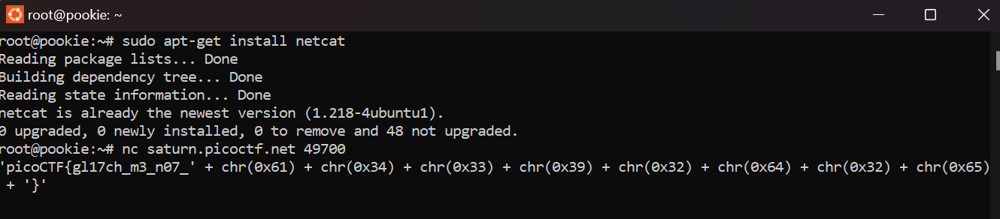 root@pookie: ~
root@pookie:~# sudo apt-get install netcat
Reading package lists... Done
Building dependency tree... Done
Reading state information... Done
netcat is already the newest version (1.218-4ubuntu1).
0 upgraded, 0 newly installed, 0 to remove and 48 not upgraded.
root@pookie:~# nc saturn.picoctf.net 49700
'picoCTF{gl17ch_m3_n07_' + chr(0x61) + chr(0x34) + chr(0x33) + chr(0x39) + chr(0x32) + chr(0x64) + chr(0x32) + chr(0x65)
+ '}'